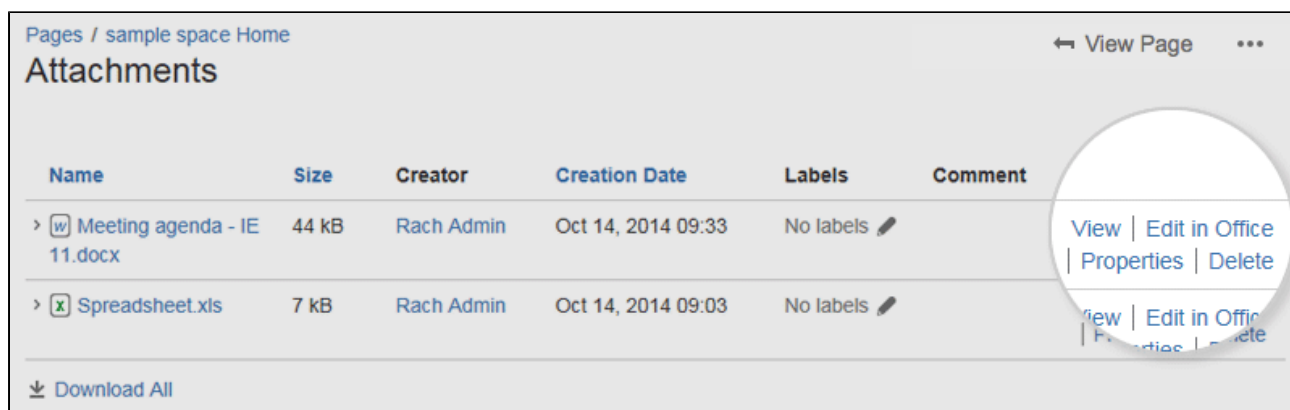 Pages / sample space Home
Attachments
View Page
Name Size Creator Creation Date Labels Comment
Meeting agenda - IE 44 kB Rach Admin Oct 14, 2014 09:33 No labels View | Edit in Office
11.docx | Properties | Delete
Spreadsheet.xls 7 kB Rach Admin Oct 14, 2014 09:03 No labels | Edit in
Download All